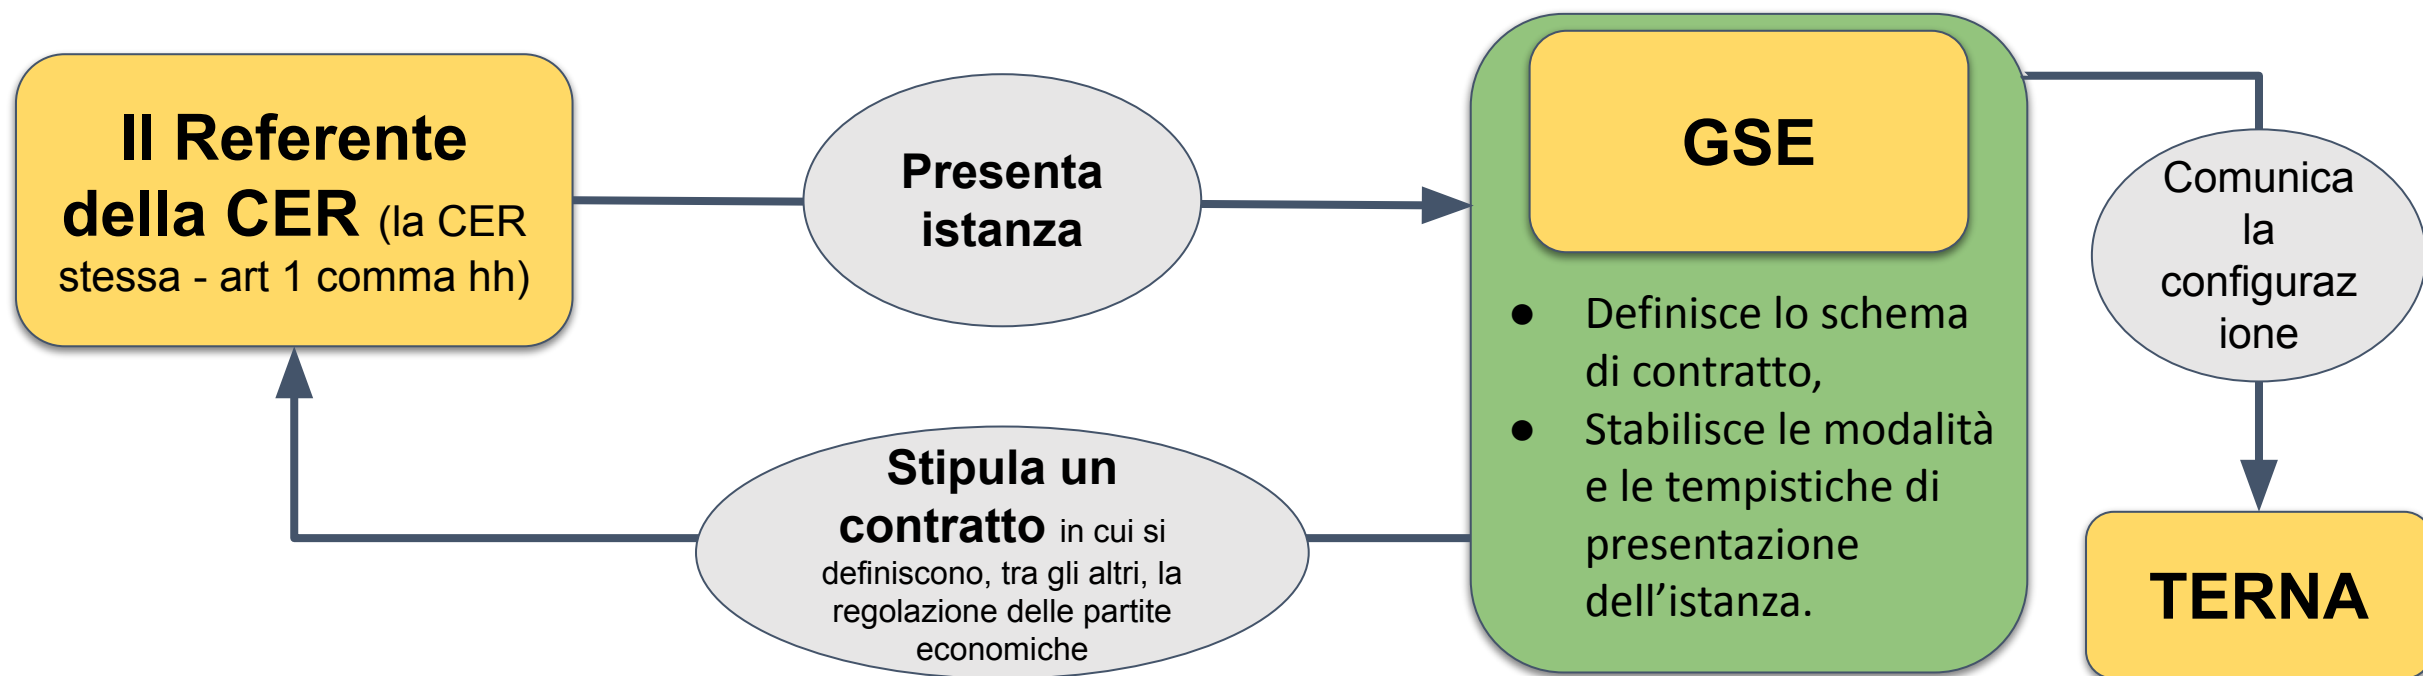 Il Referente
della CER (la CER
stessa - art 1 comma hh)
Presenta
istanza
GSE
● Definisce lo schema
di contratto,
● Stabilisce le modalità
e le tempistiche di
presentazione
dell’istanza.
Comunica
la
configuraz
ione
Stipula un
contratto in cui si
definiscono, tra gli altri, la
regolazione delle partite
economiche
TERNA